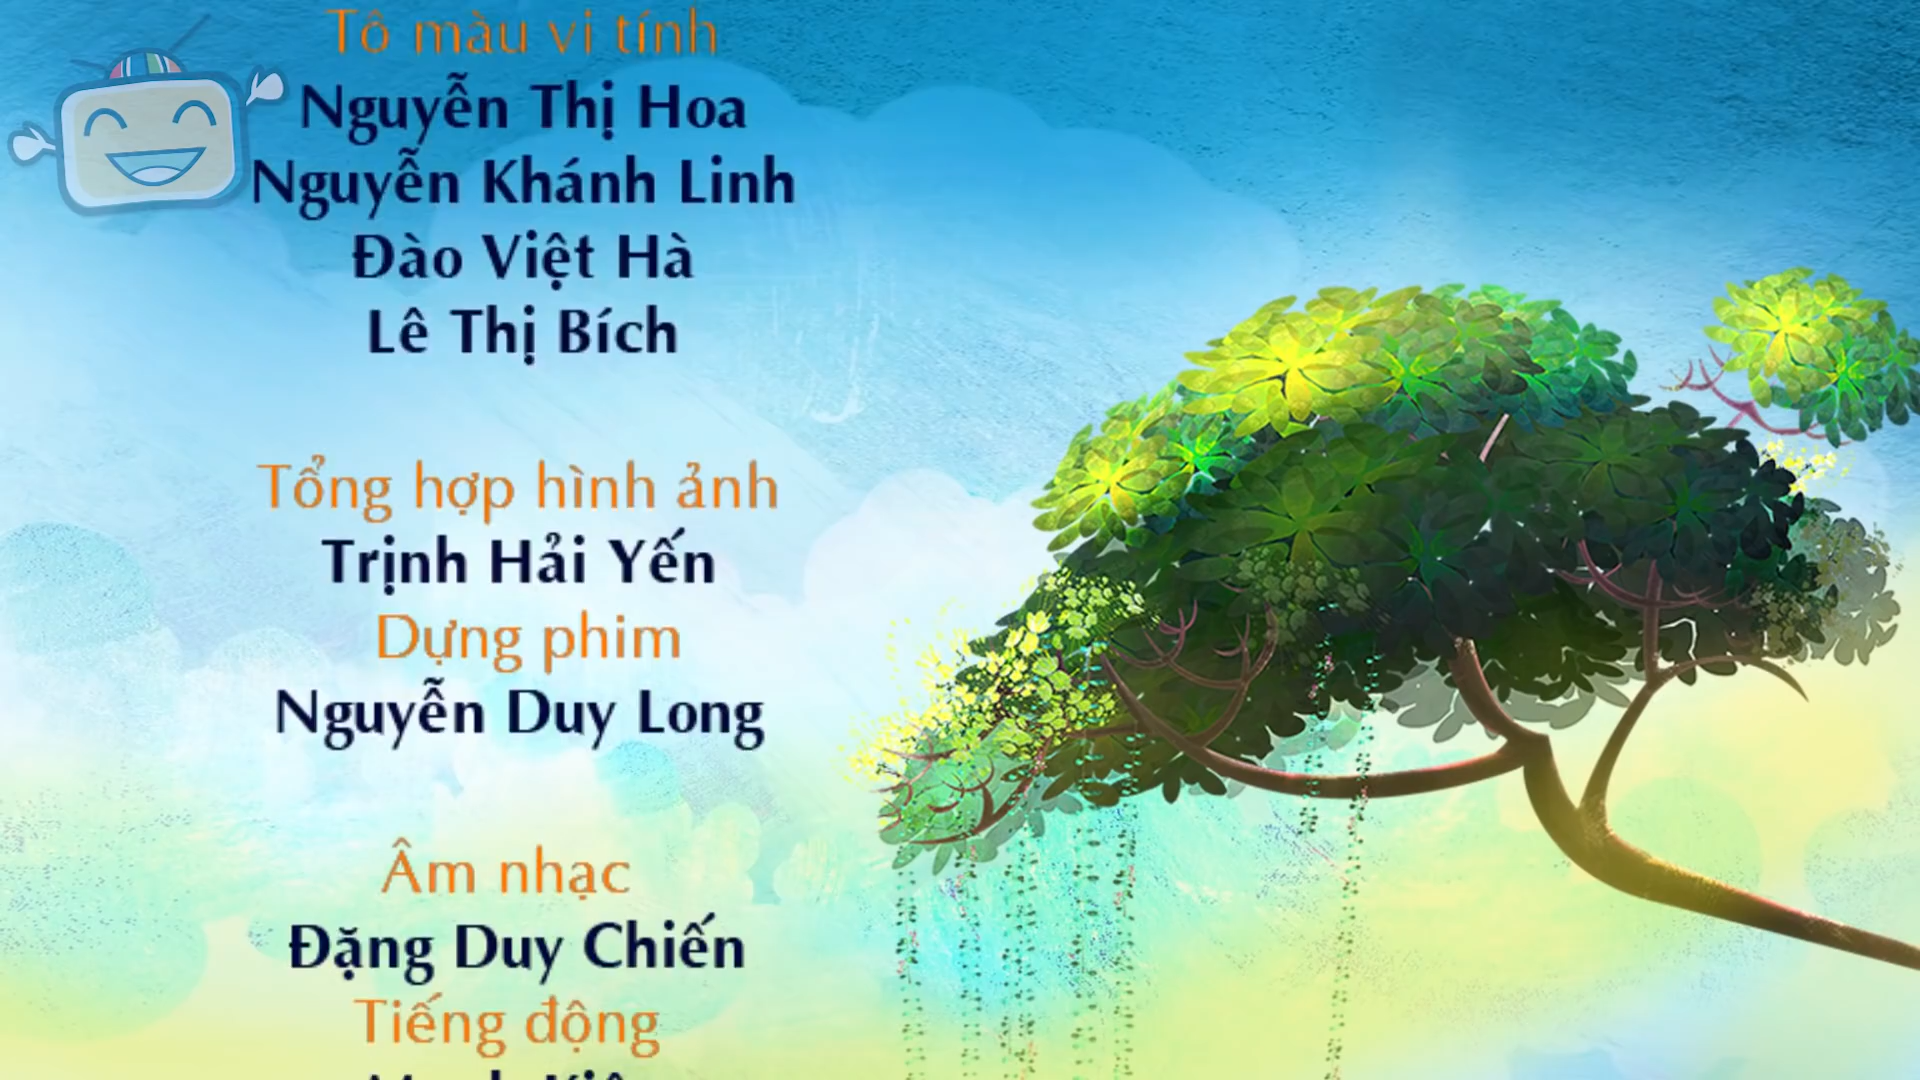 Tô màu vi tính
Nguyễn Thị Hoa
Nguyễn Khánh Linh
Đào Việt Hà
Lê Thị Bích
Tổng hợp hình ảnh
Trịnh Hải Yến
Dựng phim
Nguyễn Duy Long
Âm nhạc
Đặng Duy Chiến
Tiếng động